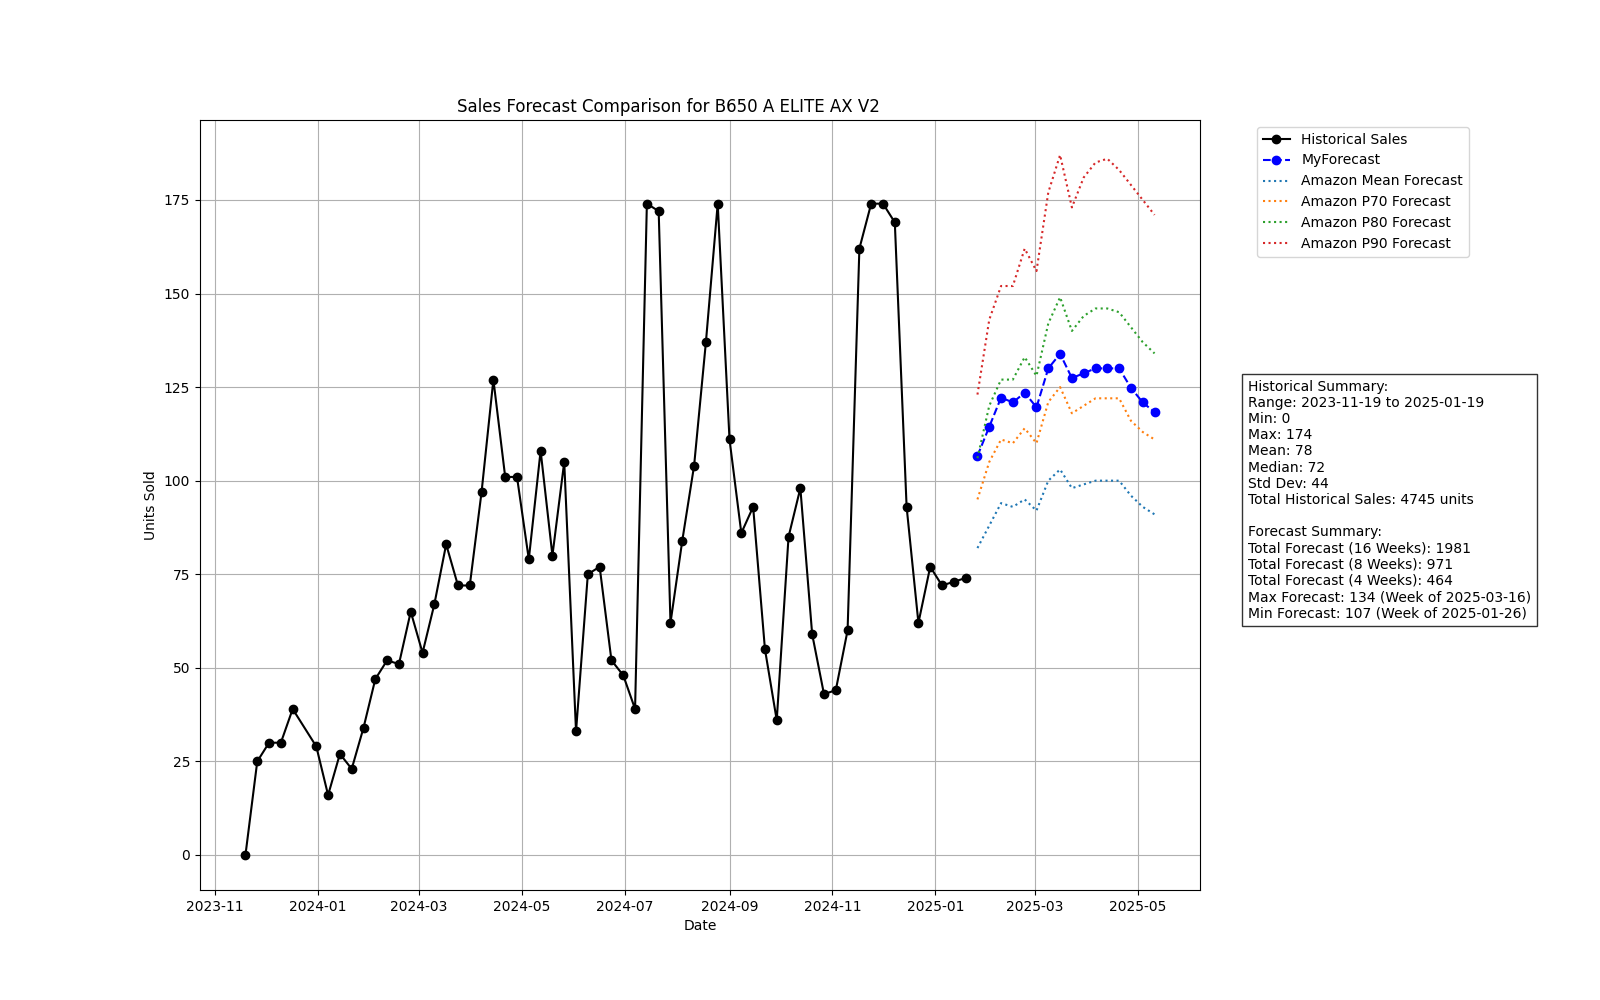 Sales Forecast Comparison for B650 A ELITE AX V2
Units Sold
175
150
125
100
75
50
25
0
2023-11
2024-01
2024-03
2024-05
2024-07
2024-09
2024-11
2025-01
2025-03
2025-05
Date
Historical Sales
MyForecast
Amazon Mean Forecast
Amazon P70 Forecast
Amazon P80 Forecast
Amazon P90 Forecast
Historical Summary:
Range: 2023-11-19 to 2025-01-19
Min: 0
Max: 174
Mean: 78
Median: 72
Std Dev: 44
Total Historical Sales: 4745 units
Forecast Summary:
Total Forecast (16 Weeks): 1981
Total Forecast (8 Weeks): 971
Total Forecast (4 Weeks): 464
Max Forecast: 134 (Week of 2025-03-16)
Min Forecast: 107 (Week of 2025-01-26)